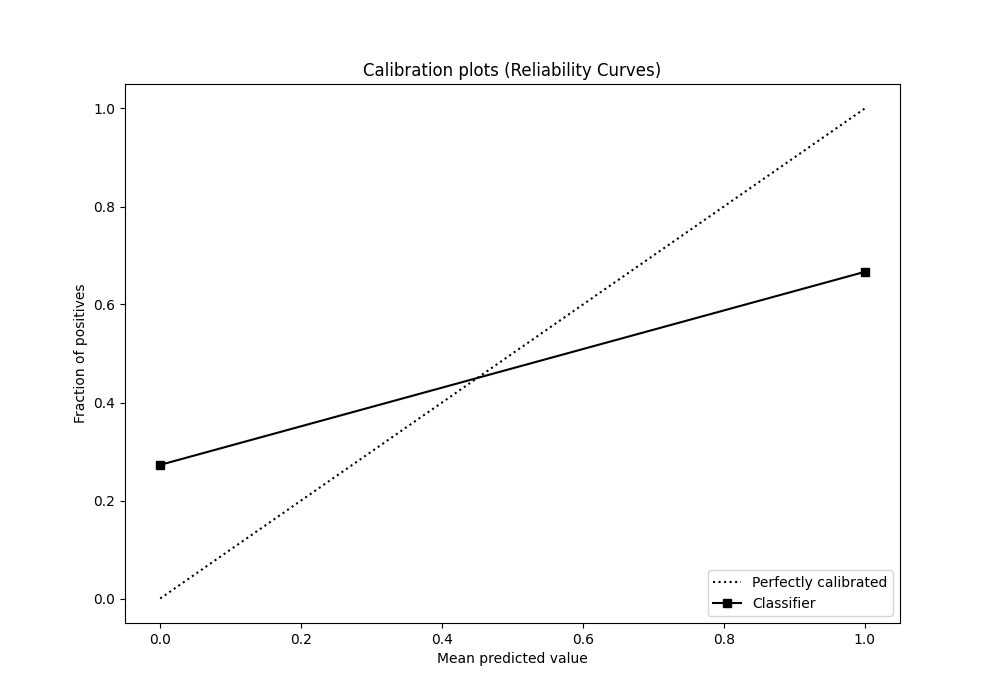 Calibration plots (Reliability Curves)
1.0
0.8
0.6
0.4
0.2
0.0
Fraction of positives
0.0 0.2 0.4 0.6 0.8 1.0
Mean predicted value
Perfectly calibrated
Classifier